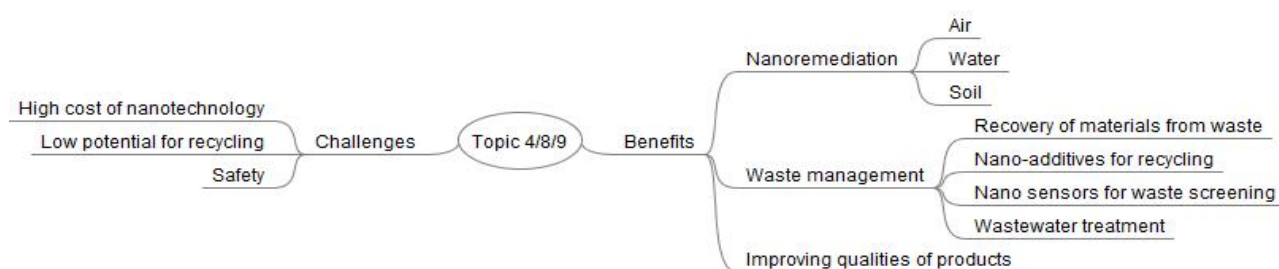 Topic 4/8/9
Challenges
High cost of nanotechnology
Low potential for recycling
Safety
Benefits
Nanoremediation
Air
Water
Soil
Waste management
Recovery of materials from waste
Nano-additives for recycling
Nano sensors for waste screening
Wastewater treatment
Improving qualities of products